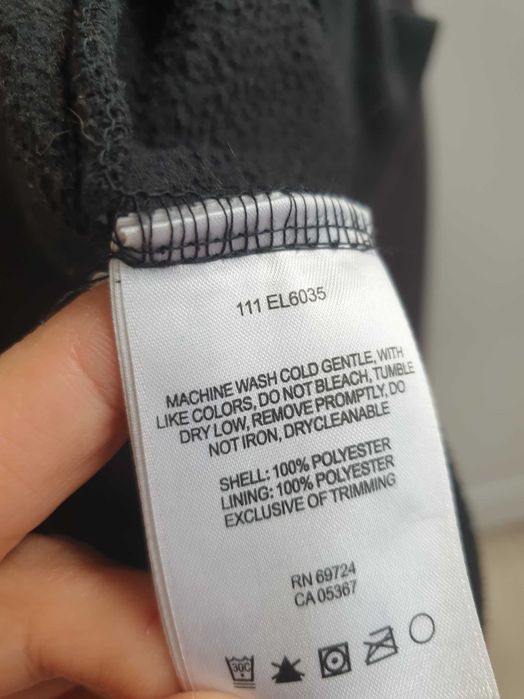 111 EL6035
MACHINE WASH COLD GENTLE, WITH
LIKE COLORS, DO NOT BLEACH, TUMBLE
DRY LOW, REMOVE PROMPTLY, DO
NOT IRON, DRYCLEANABLE
SHELL: 100% POLYESTER
LINING: 100% POLYESTER
EXCLUSIVE OF TRIMMING
RN 69724
CA 05367
30C